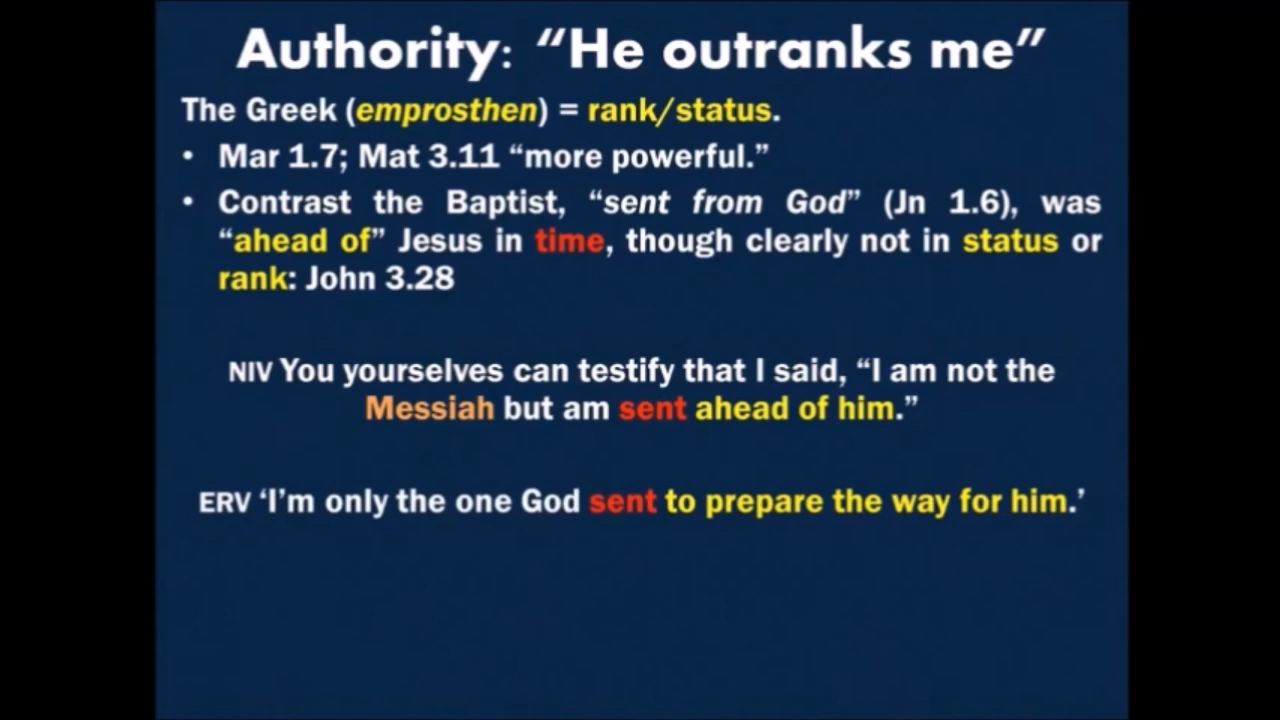 Authority: “He outranks me”
The Greek (emprosthen) = rank/status.
• Mar 1.7; Mat 3.11 “more powerful.”
• Contrast the Baptist, “sent from God” (Jn 1.6), was
“ahead of” Jesus in time, though clearly not in status or
rank: John 3.28
NIV You yourselves can testify that I said, “I am not the
Messiah but am sent ahead of him.”
ERV ‘I’m only the one God sent to prepare the way for him.’